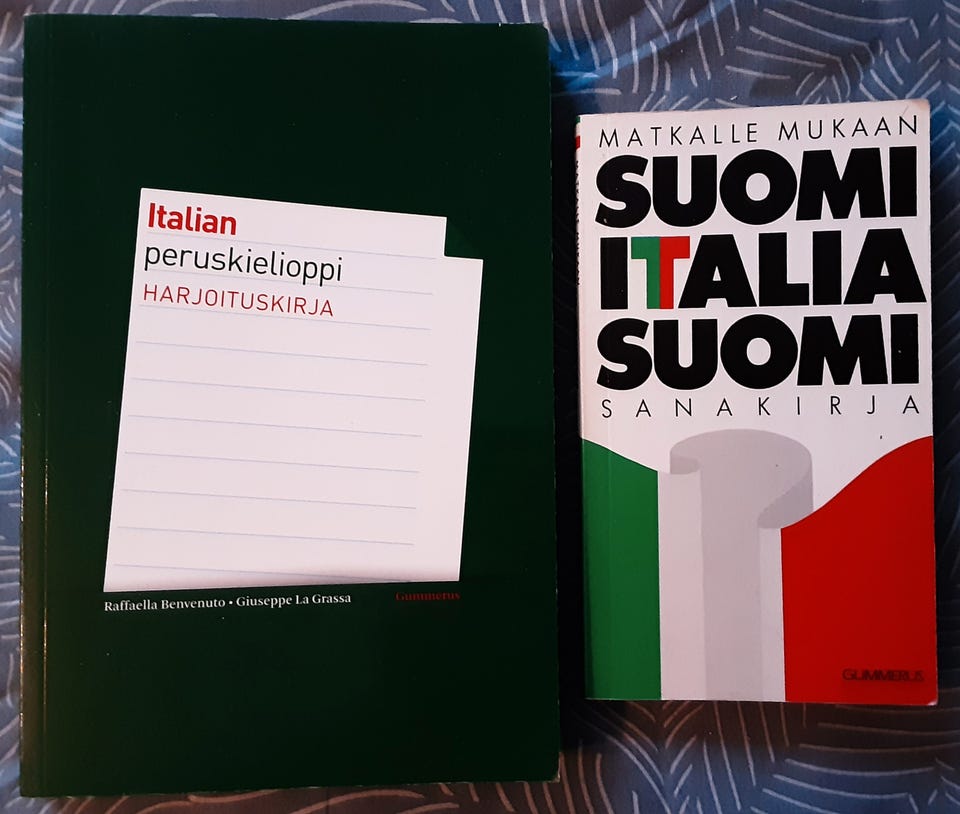 Italian
peruskielioppi
HARJOITUSKIRJA
Raffaella Benvenuto • Giuseppe La Grassa
Gummerus
MATKALLE MUKAAN
SUOMI
ITALIA
SUOMI
SANAKIRJA
GUMMERUS